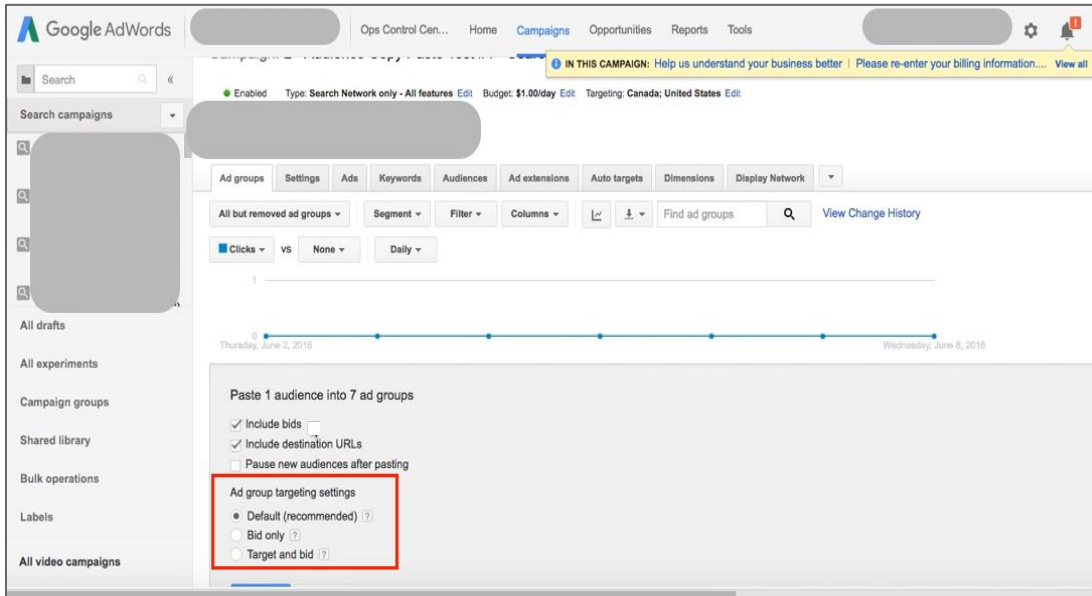 Google AdWords
Ops Control Cen... Home Campaigns Opportunities Reports Tools
!
IN THIS CAMPAIGN: Help us understand your business better | Please re-enter your billing information.... View all
Search «
Enabled Type: Search Network only - All features Edit Budget: $1.00/day Edit Targeting: Canada; United States Edit
Search campaigns
Ad groups Settings Ads Keywords Audiences Ad extensions Auto targets Dimensions Display Network
All but removed ad groups Segment Filter Columns Find ad groups View Change History
Clicks vs None Daily
1
0
Thursday, June 2, 2016 Wednesday, June 8, 2016
All drafts
All experiments
Campaign groups
Shared library
Bulk operations
Labels
All video campaigns
Paste 1 audience into 7 ad groups
Include bids
Include destination URLs
Pause new audiences after pasting
Ad group targeting settings
Default (recommended) ?
Bid only ?
Target and bid ?